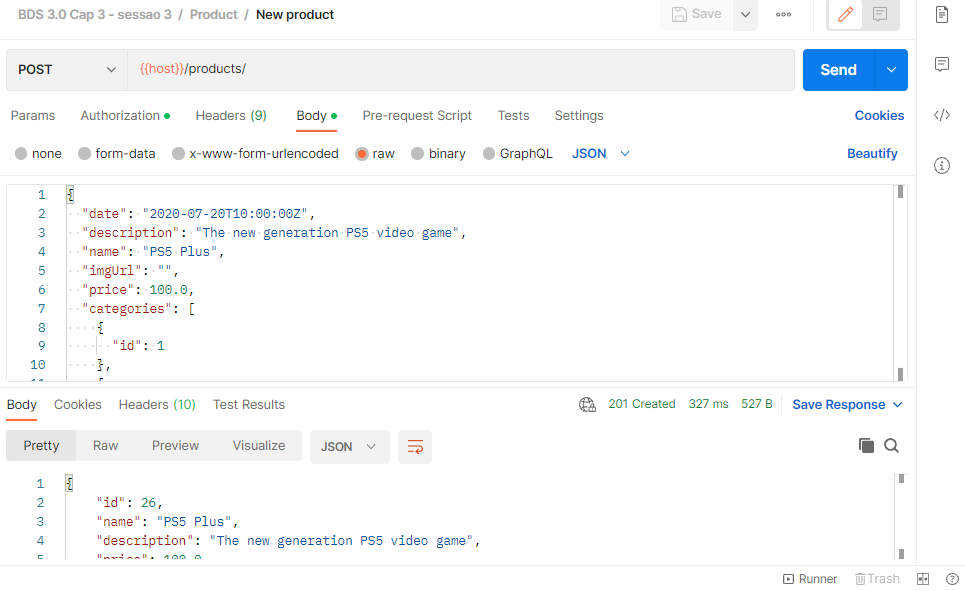 BDS 3.0 Cap 3 - sessao 3 / Product / New product
Save
POST
{{host}}/products/
Send
Params Authorization Headers (9) Body Pre-request Script Tests Settings Cookies
none form-data x-www-form-urlencoded raw binary GraphQL JSON Beautify
1 {
2 "date": "2020-07-20T10:00:00Z",
3 "description": "The new generation PS5 video game",
4 "name": "PS5 Plus",
5 "imgUrl": "",
6 "price": 100.0,
7 "categories": [
8 {
9 "id": 1
10 },
11 {
Body Cookies Headers (10) Test Results 201 Created 327 ms 527 B Save Response
Pretty Raw Preview Visualize JSON
1 {
2 "id": 26,
3 "name": "PS5 Plus",
4 "description": "The new generation PS5 video game",
5 "price": 100.0
Runner Trash